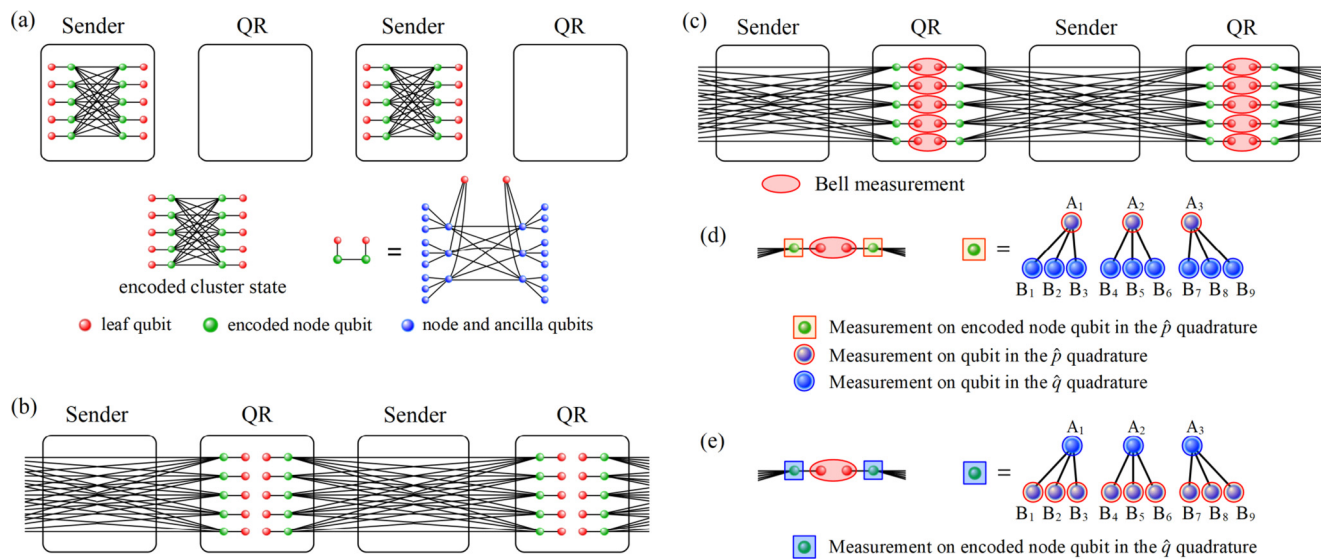 (a)
Sender QR Sender QR
encoded cluster state
=
leaf qubit encoded node qubit node and ancilla qubits
(b)
Sender QR Sender QR
(c)
Sender QR Sender QR
Bell measurement
(d)
=
A₁ A₂ A₃
B₁ B₂ B₃ B₄ B₅ B₆ B₇ B₈ B₉
Measurement on encoded node qubit in the p̂ quadrature
Measurement on qubit in the p̂ quadrature
Measurement on qubit in the q̂ quadrature
(e)
=
A₁ A₂ A₃
B₁ B₂ B₃ B₄ B₅ B₆ B₇ B₈ B₉
Measurement on encoded node qubit in the q̂ quadrature